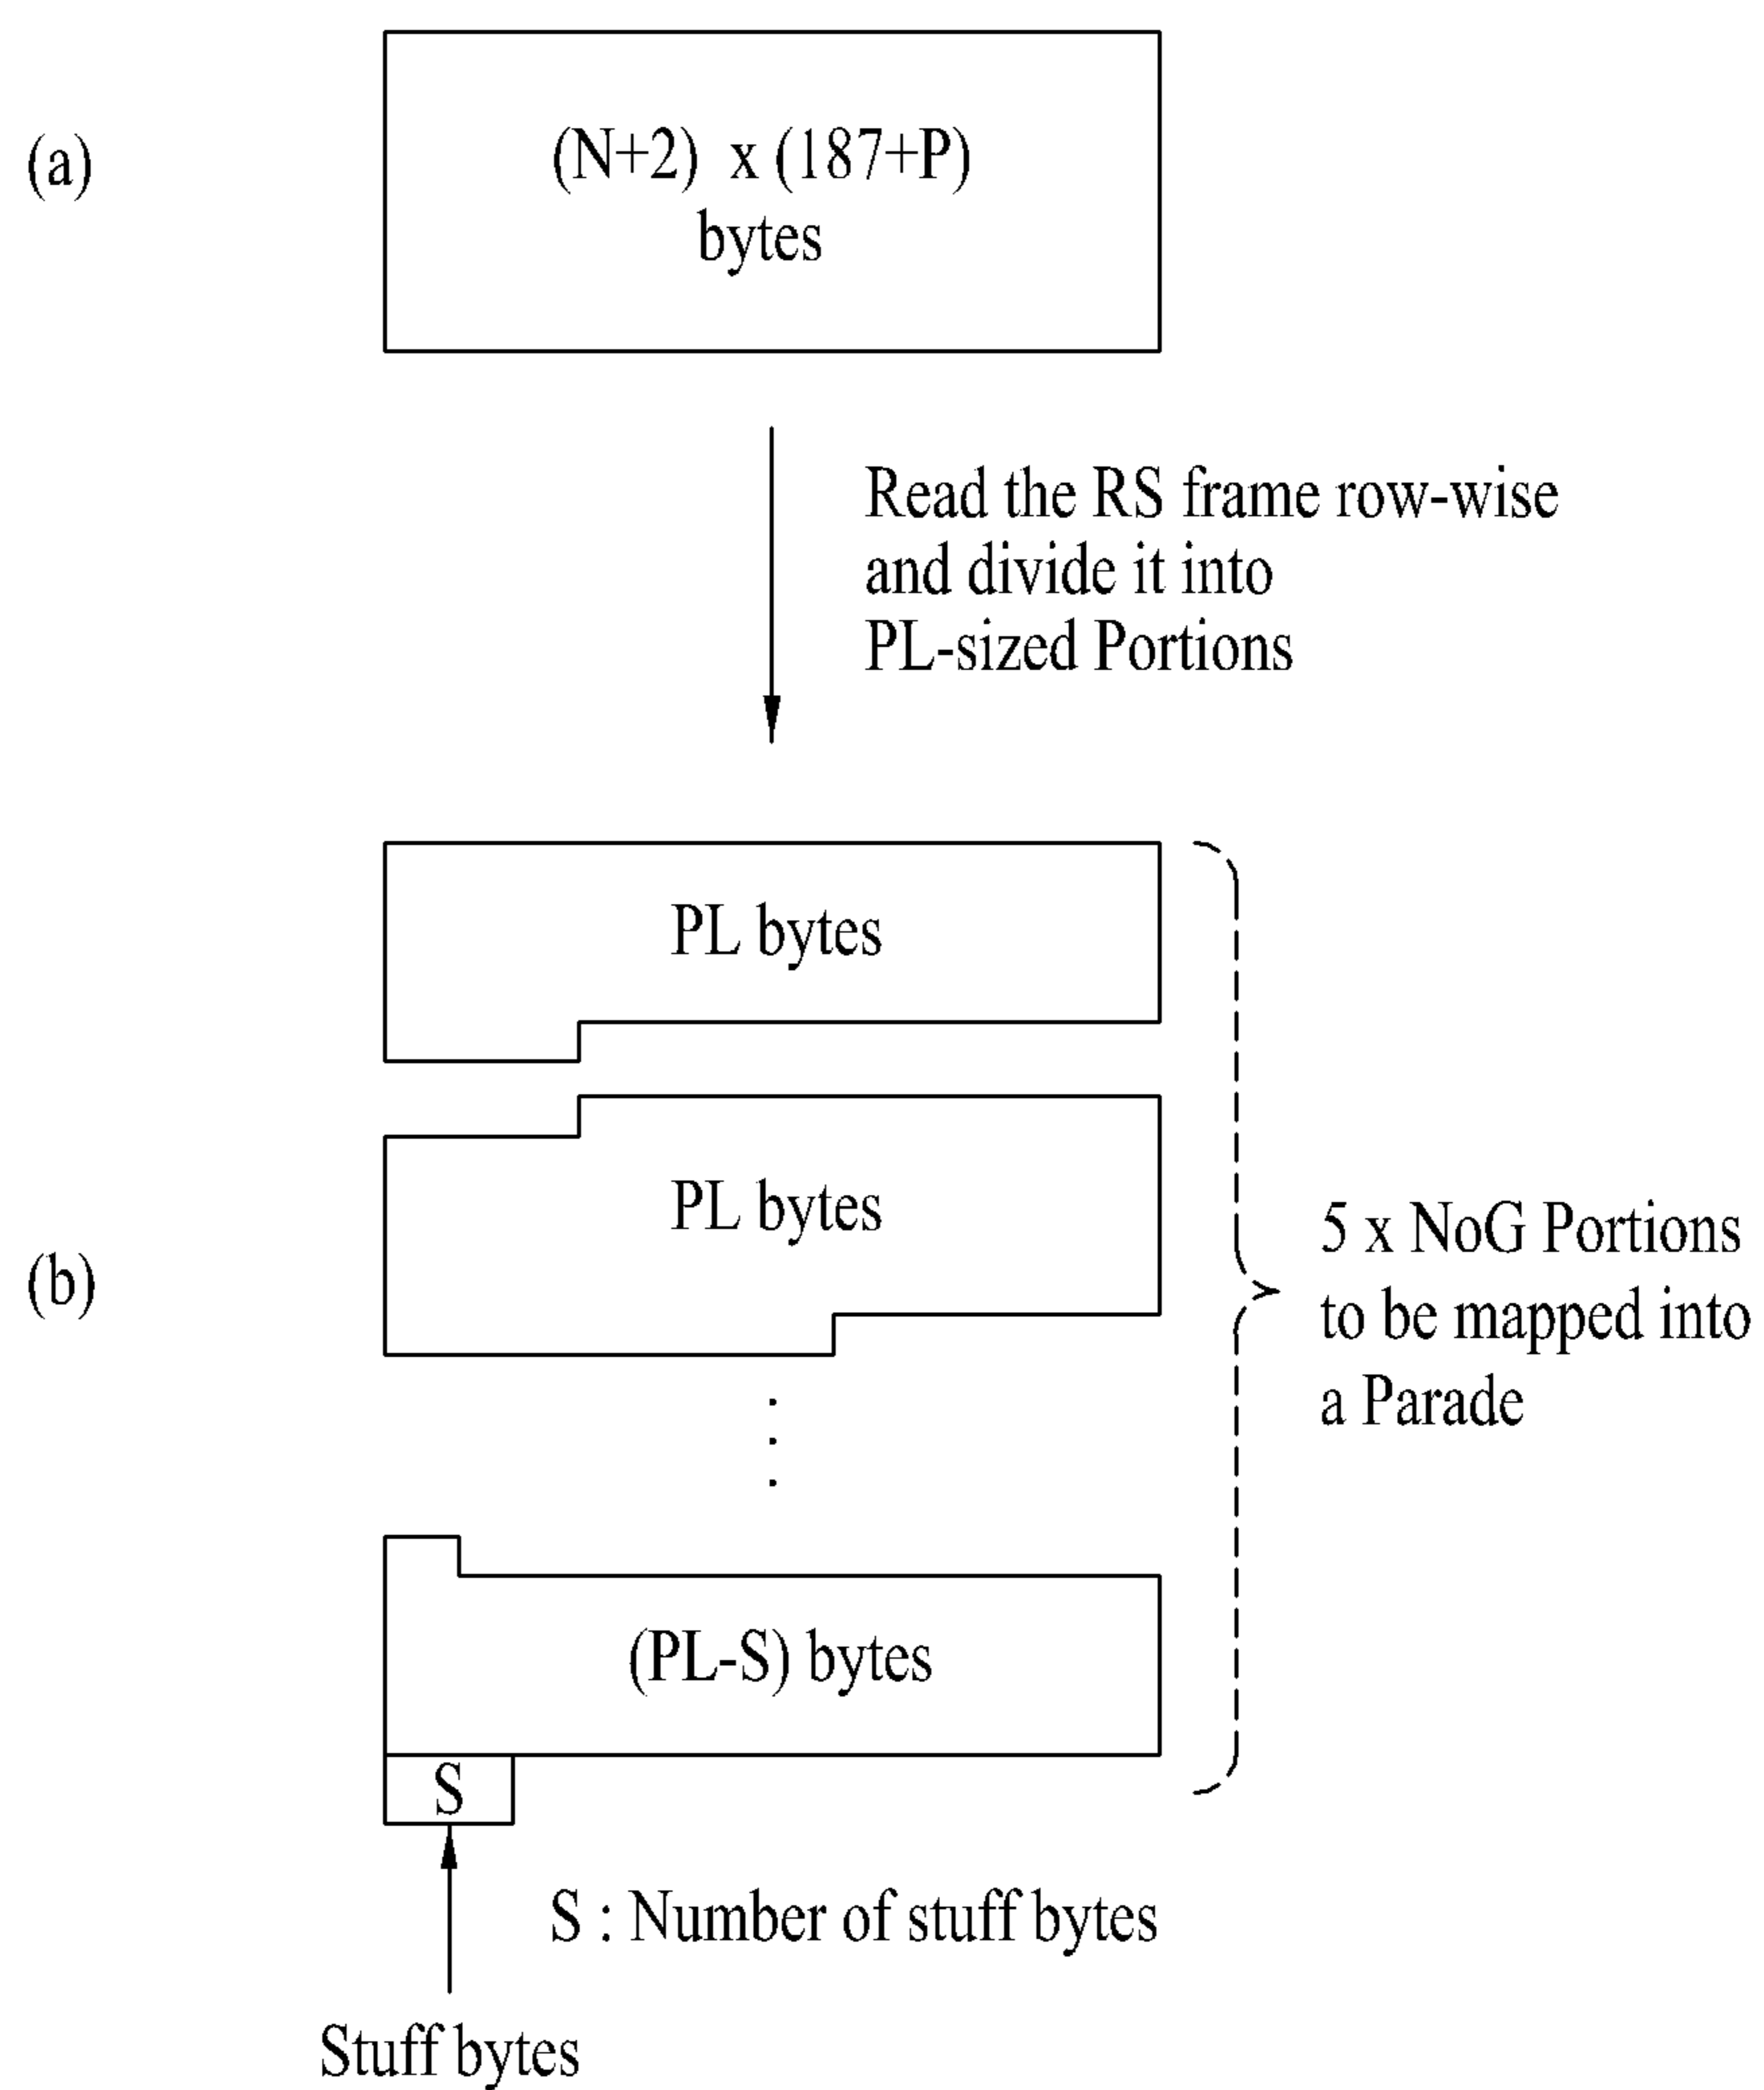 (a)
(N+2) x (187+P)
bytes
Read the RS frame row-wise
and divide it into
PL-sized Portions
PL bytes
PL bytes
(b)
5 x NoG Portions
to be mapped into
a Parade
(PL-S) bytes
S
S : Number of stuff bytes
Stuff bytes